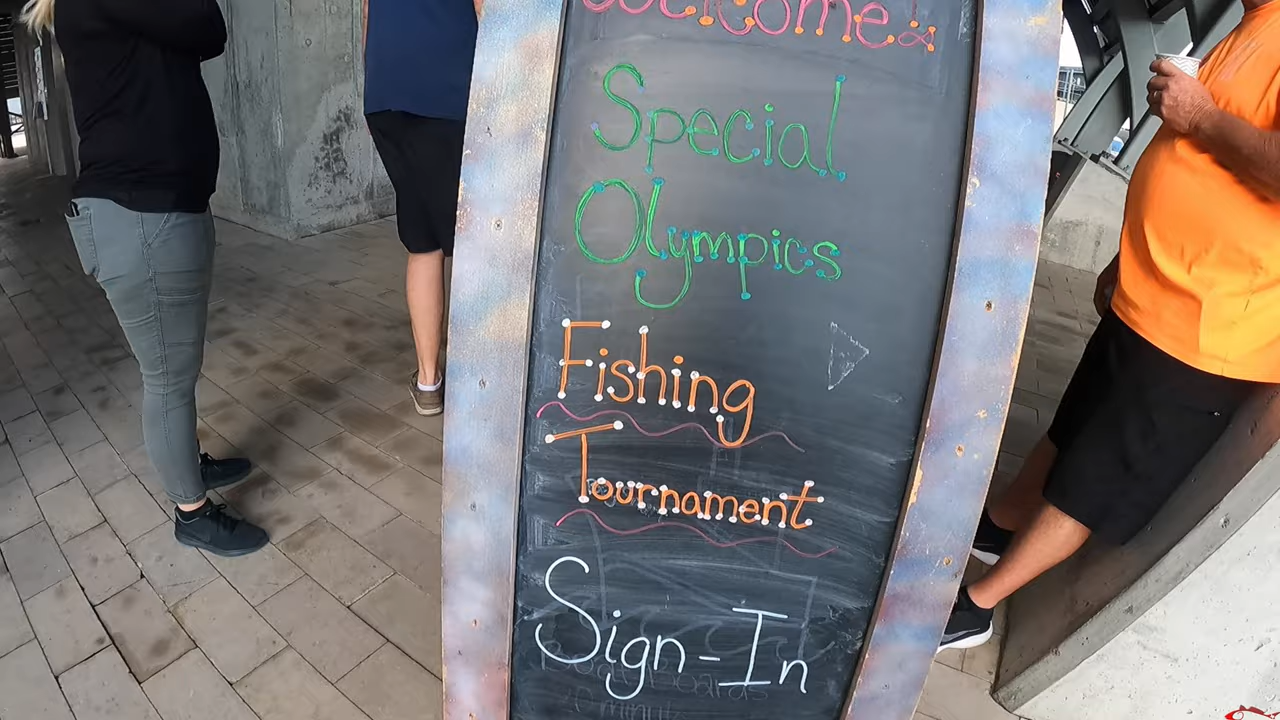 Welcome!
Special
Olympics
Fishing
Tournament
Sign-In